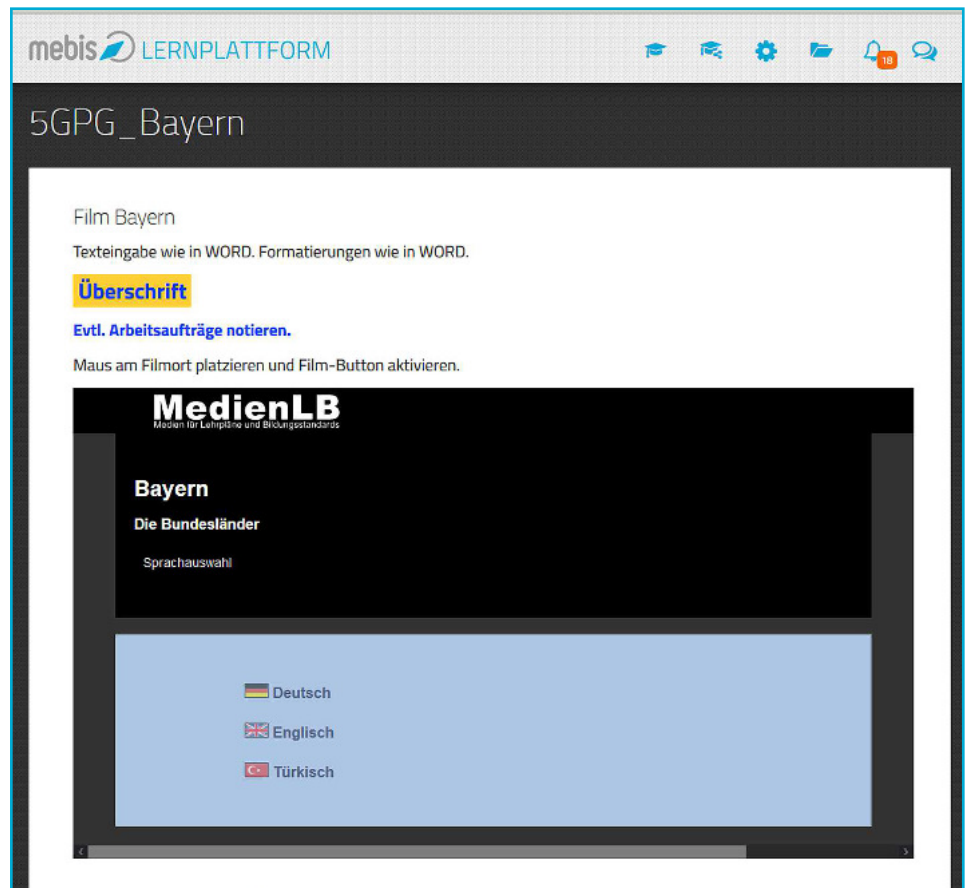 mebis LERNPLATTFORM
18
5GPG_Bayern
Film Bayern
Texteingabe wie in WORD. Formatierungen wie in WORD.
Überschrift
Evtl. Arbeitsaufträge notieren.
Maus am Filmort platzieren und Film-Button aktivieren.
MedienLB
Medien für Lehrpläne und Bildungsstandards
Bayern
Die Bundesländer
Sprachauswahl
Deutsch
Englisch
Türkisch